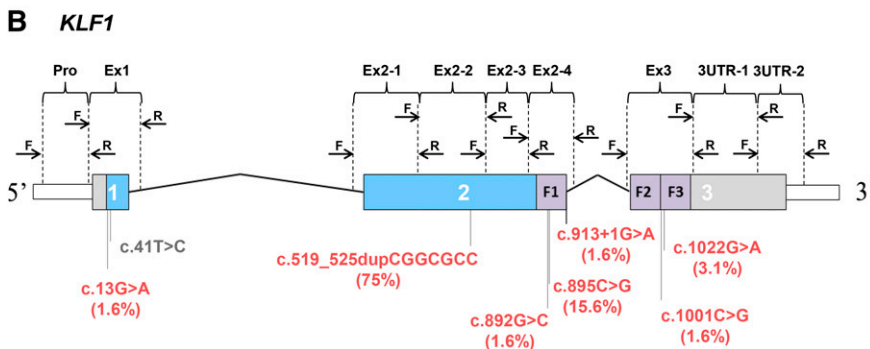 B KLF1
Pro Ex1 Ex2-1 Ex2-2 Ex2-3 Ex2-4 Ex3 3UTR-1 3UTR-2
F F R R F F F R F R R R F F F R R R
5' 1 2 F1 F2 F3 3 3
c.41T>C
c.13G>A
(1.6%)
c.519_525dupCGGCGCC
(75%)
c.913+1G>A
(1.6%)
c.895C>G
(15.6%)
c.892G>C
(1.6%)
c.1022G>A
(3.1%)
c.1001C>G
(1.6%)